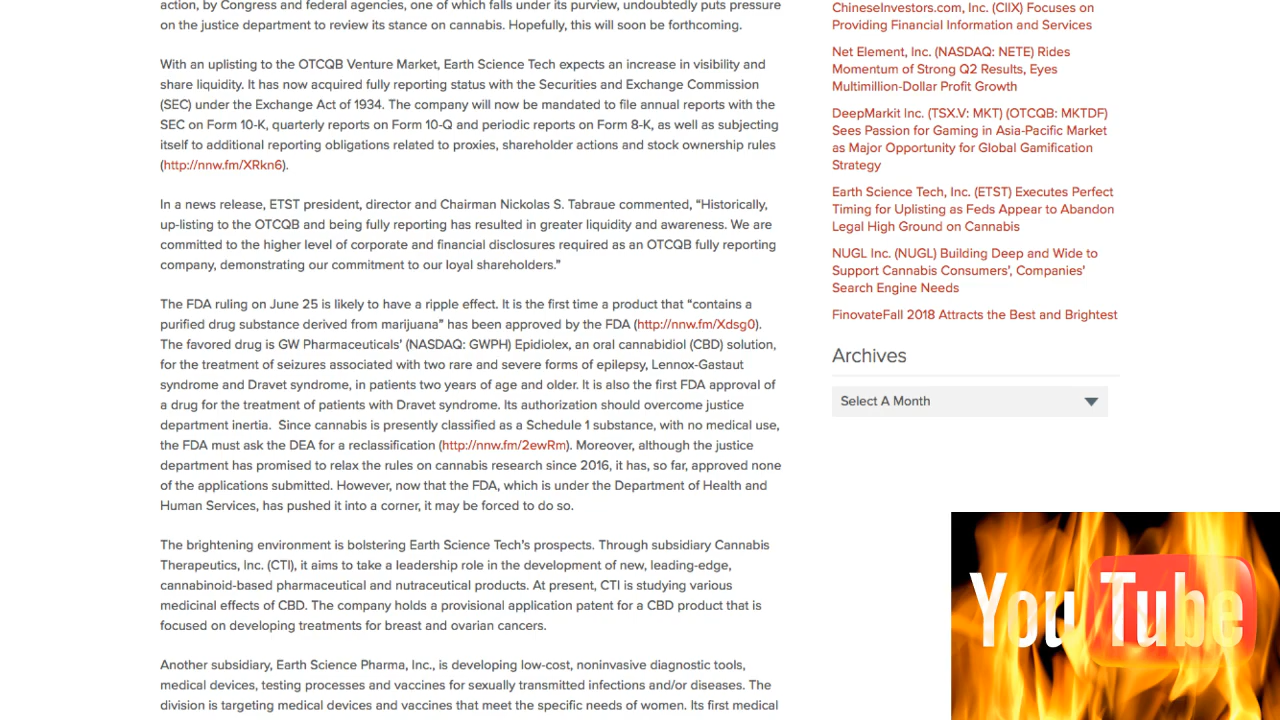 action, by Congress and federal agencies, one of which falls under its purview, undoubtedly puts pressure
on the justice department to review its stance on cannabis. Hopefully, this will soon be forthcoming.
With an uplisting to the OTCQB Venture Market, Earth Science Tech expects an increase in visibility and
share liquidity. It has now acquired fully reporting status with the Securities and Exchange Commission
(SEC) under the Exchange Act of 1934. The company will now be mandated to file annual reports with the
SEC on Form 10-K, quarterly reports on Form 10-Q and periodic reports on Form 8-K, as well as subjecting
itself to additional reporting obligations related to proxies, shareholder actions and stock ownership rules
(http://nnw.fm/XRkn6).
In a news release, ETST president, director and Chairman Nickolas S. Tabraue commented, “Historically,
up-listing to the OTCQB and being fully reporting has resulted in greater liquidity and awareness. We are
committed to the higher level of corporate and financial disclosures required as an OTCQB fully reporting
company, demonstrating our commitment to our loyal shareholders.”
The FDA ruling on June 25 is likely to have a ripple effect. It is the first time a product that “contains a
purified drug substance derived from marijuana” has been approved by the FDA (http://nnw.fm/Xdsg0).
The favored drug is GW Pharmaceuticals’ (NASDAQ: GWPH) Epidiolex, an oral cannabidiol (CBD) solution,
for the treatment of seizures associated with two rare and severe forms of epilepsy, Lennox-Gastaut
syndrome and Dravet syndrome, in patients two years of age and older. It is also the first FDA approval of
a drug for the treatment of patients with Dravet syndrome. Its authorization should overcome justice
department inertia.  Since cannabis is presently classified as a Schedule 1 substance, with no medical use,
the FDA must ask the DEA for a reclassification (http://nnw.fm/2ewRm). Moreover, although the justice
department has promised to relax the rules on cannabis research since 2016, it has, so far, approved none
of the applications submitted. However, now that the FDA, which is under the Department of Health and
Human Services, has pushed it into a corner, it may be forced to do so.
The brightening environment is bolstering Earth Science Tech’s prospects. Through subsidiary Cannabis
Therapeutics, Inc. (CTI), it aims to take a leadership role in the development of new, leading-edge,
cannabinoid-based pharmaceutical and nutraceutical products. At present, CTI is studying various
medicinal effects of CBD. The company holds a provisional application patent for a CBD product that is
focused on developing treatments for breast and ovarian cancers.
Another subsidiary, Earth Science Pharma, Inc., is developing low-cost, noninvasive diagnostic tools,
medical devices, testing processes and vaccines for sexually transmitted infections and/or diseases. The
division is targeting medical devices and vaccines that meet the specific needs of women. Its first medical
ChineseInvestors.com, Inc. (CIIX) Focuses on
Providing Financial Information and Services
Net Element, Inc. (NASDAQ: NETE) Rides
Momentum of Strong Q2 Results, Eyes
Multimillion-Dollar Profit Growth
DeepMarkit Inc. (TSX.V: MKT) (OTCQB: MKTDF)
Sees Passion for Gaming in Asia-Pacific Market
as Major Opportunity for Global Gamification
Strategy
Earth Science Tech, Inc. (ETST) Executes Perfect
Timing for Uplisting as Feds Appear to Abandon
Legal High Ground on Cannabis
NUGL Inc. (NUGL) Building Deep and Wide to
Support Cannabis Consumers’, Companies’
Search Engine Needs
FinovateFall 2018 Attracts the Best and Brightest
Archives
Select A Month
You Tube